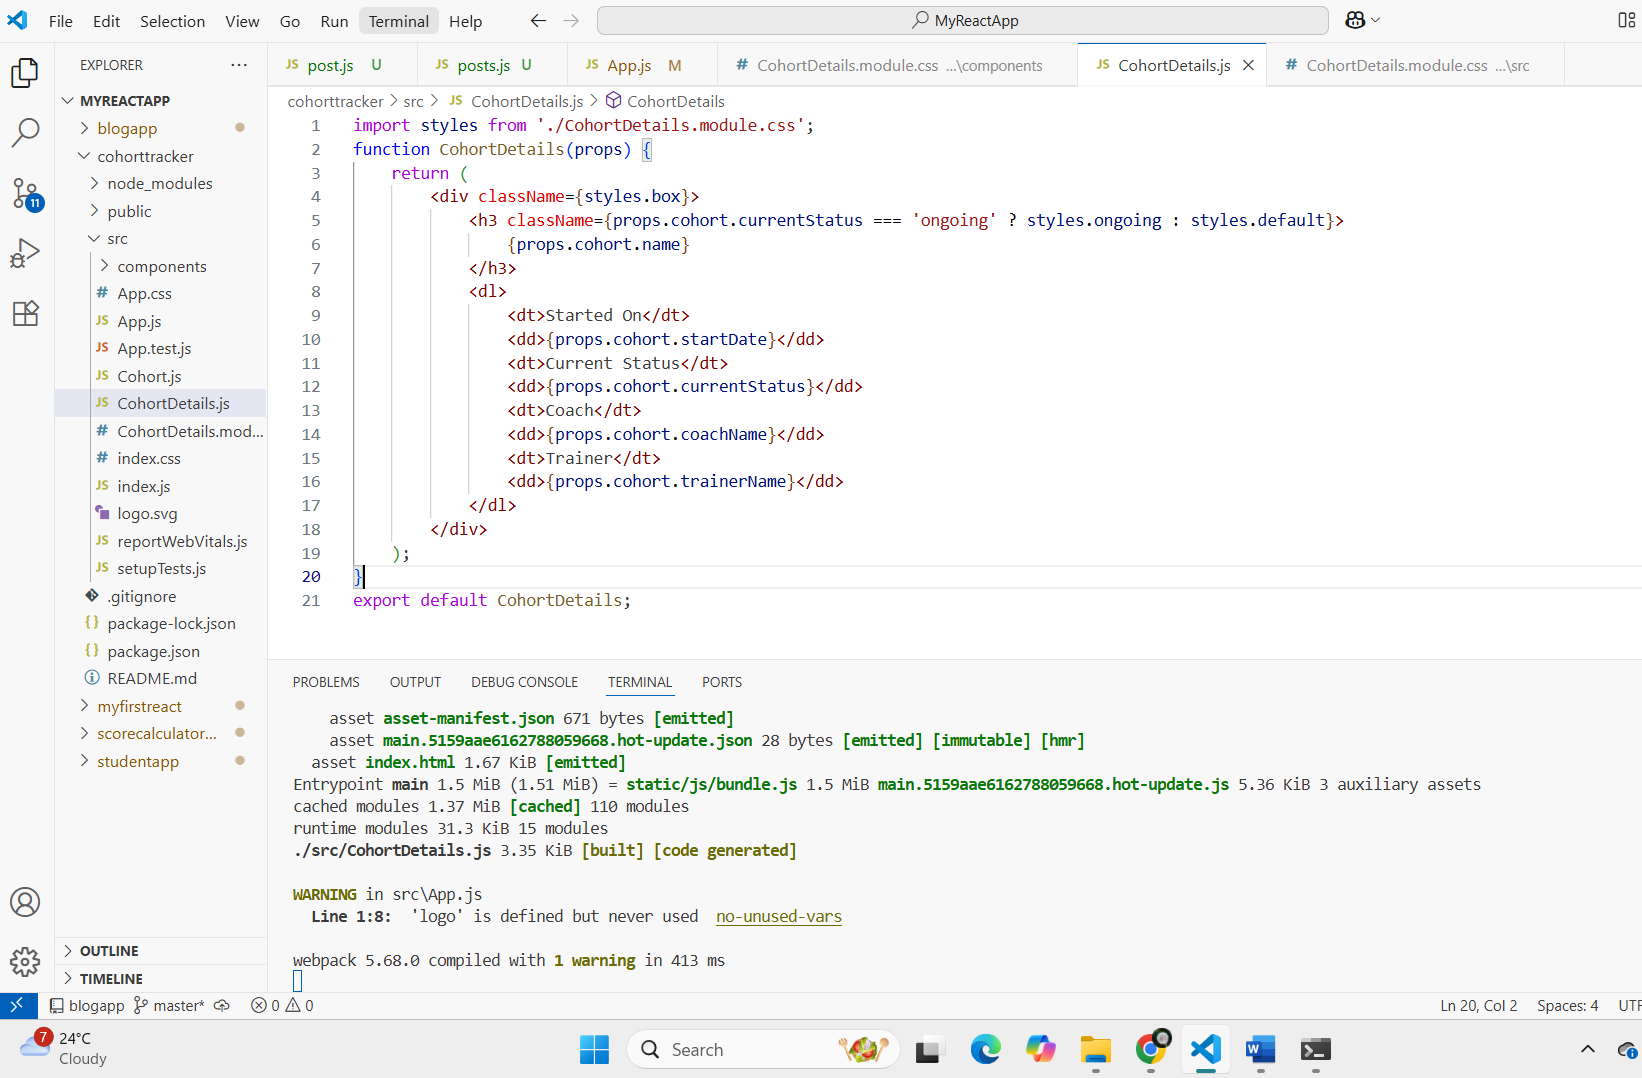 File Edit Selection View Go Run Terminal Help
MyReactApp
EXPLORER ...
JS post.js U
JS posts.js U
JS App.js M
# CohortDetails.module.css ...\components
JS CohortDetails.js
# CohortDetails.module.css ...\src
cohorttracker > src > JS CohortDetails.js > CohortDetails
MYREACTAPP
blogapp
cohorttracker
node_modules
public
src
components
# App.css
JS App.js
JS App.test.js
JS Cohort.js
JS CohortDetails.js
# CohortDetails.mod...
# index.css
JS index.js
logo.svg
JS reportWebVitals.js
JS setupTests.js
.gitignore
{} package-lock.json
{} package.json
README.md
myfirstreact
scorecalculator...
studentapp
OUTLINE
TIMELINE
11
1 import styles from './CohortDetails.module.css';
2 function CohortDetails(props) {
3 return (
4 <div className={styles.box}>
5 <h3 className={props.cohort.currentStatus === 'ongoing' ? styles.ongoing : styles.default}>
6 {props.cohort.name}
7 </h3>
8 <dl>
9 <dt>Started On</dt>
10 <dd>{props.cohort.startDate}</dd>
11 <dt>Current Status</dt>
12 <dd>{props.cohort.currentStatus}</dd>
13 <dt>Coach</dt>
14 <dd>{props.cohort.coachName}</dd>
15 <dt>Trainer</dt>
16 <dd>{props.cohort.trainerName}</dd>
17 </dl>
18 </div>
19 );
20 }
21 export default CohortDetails;
PROBLEMS OUTPUT DEBUG CONSOLE TERMINAL PORTS
asset asset-manifest.json 671 bytes [emitted]
asset main.5159aae6162788059668.hot-update.json 28 bytes [emitted] [immutable] [hmr]
asset index.html 1.67 KiB [emitted]
Entrypoint main 1.5 MiB (1.51 MiB) = static/js/bundle.js 1.5 MiB main.5159aae6162788059668.hot-update.js 5.36 KiB 3 auxiliary assets
cached modules 1.37 MiB [cached] 110 modules
runtime modules 31.3 KiB 15 modules
./src/CohortDetails.js 3.35 KiB [built] [code generated]
WARNING in src\App.js
Line 1:8: 'logo' is defined but never used no-unused-vars
webpack 5.68.0 compiled with 1 warning in 413 ms
blogapp master* 0 0
Ln 20, Col 2 Spaces: 4 UTF
7
24°C
Cloudy
Search